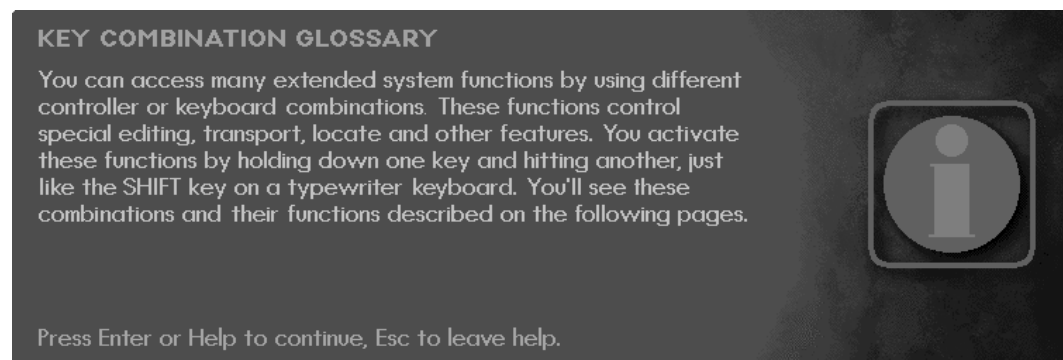 KEY COMBINATION GLOSSARY
You can access many extended system functions by using different
controller or keyboard combinations. These functions control
special editing, transport, locate and other features. You activate
these functions by holding down one key and hitting another, just
like the SHIFT key on a typewriter keyboard. You'll see these
combinations and their functions described on the following pages.
Press Enter or Help to continue, Esc to leave help.